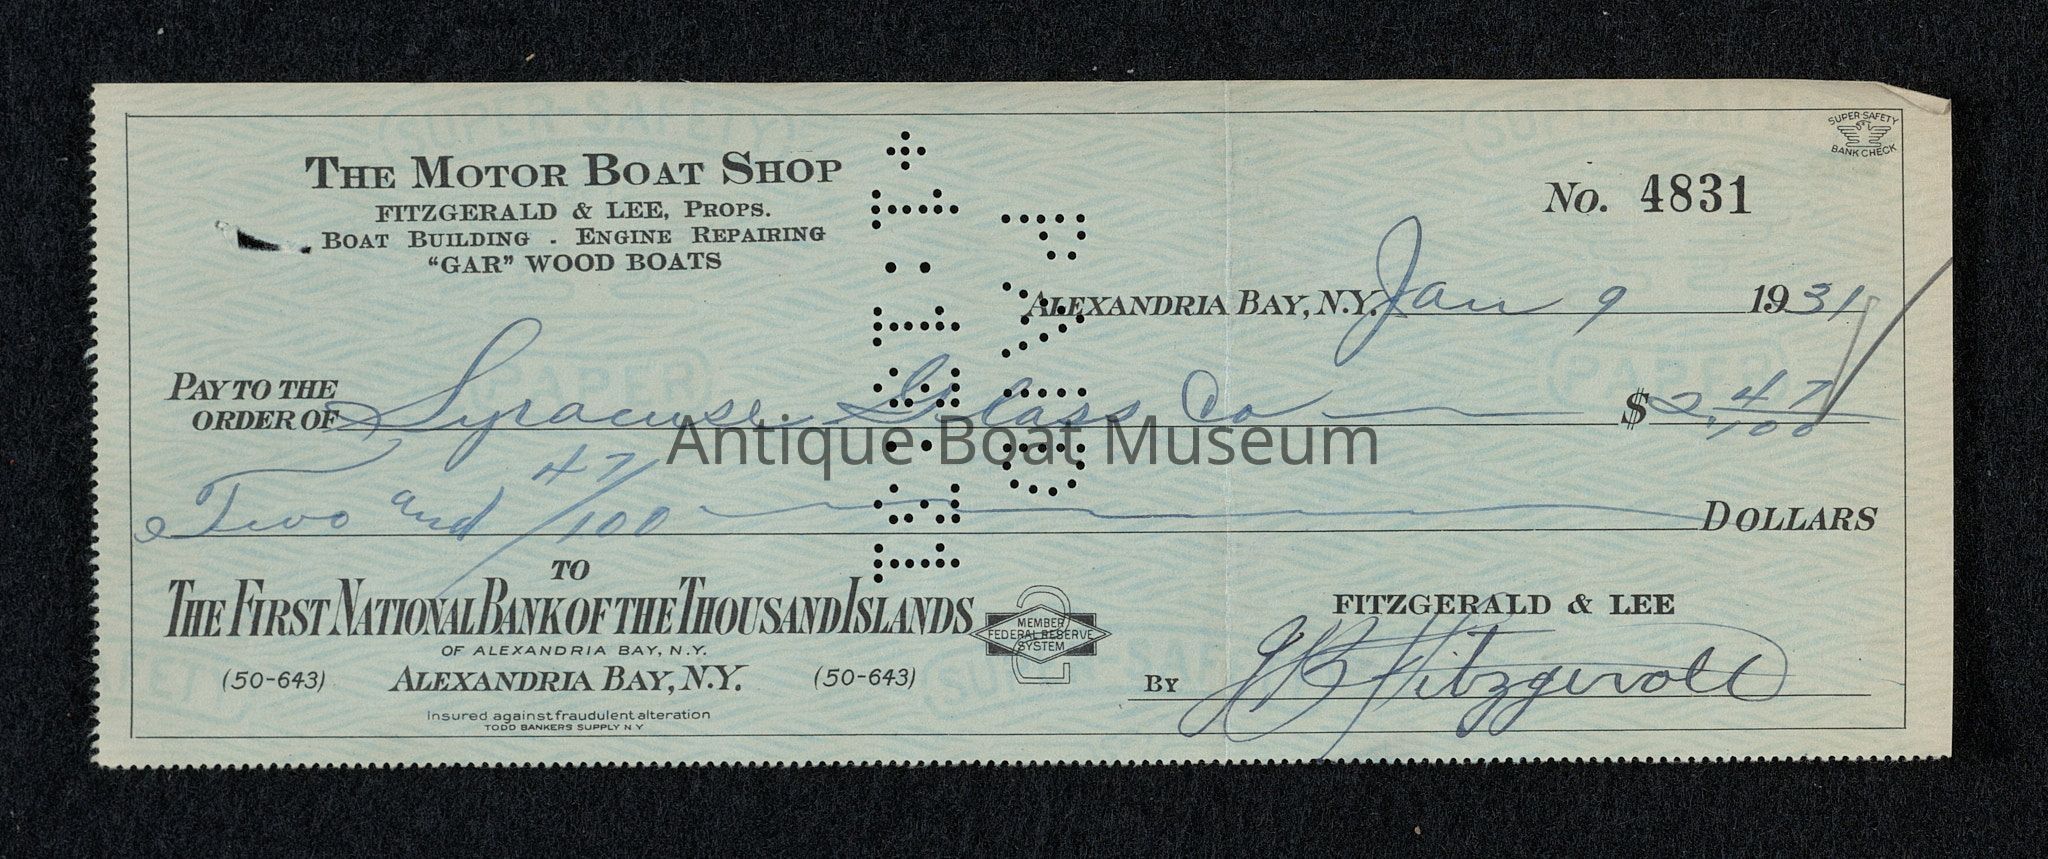 SUPER-SAFETY
BANK CHECK
THE MOTOR BOAT SHOP
FITZGERALD & LEE, PROPS.
BOAT BUILDING . ENGINE REPAIRING
"GAR" WOOD BOATS
No. 4831
ALEXANDRIA BAY, N.Y. Jan 9 1931
PAY TO THE
ORDER OF Syracuse Glass Co $2 47/100
Antique Boat Museum
Two and 47/100 DOLLARS
TO
THE FIRST NATIONAL BANK OF THE THOUSAND ISLANDS
OF ALEXANDRIA BAY, N.Y.
(50-643) ALEXANDRIA BAY, N.Y. (50-643)
Insured against fraudulent alteration
TODD BANKERS SUPPLY N Y
2
MEMBER
FEDERAL RESERVE
SYSTEM
FITZGERALD & LEE
BY Fitzgerald